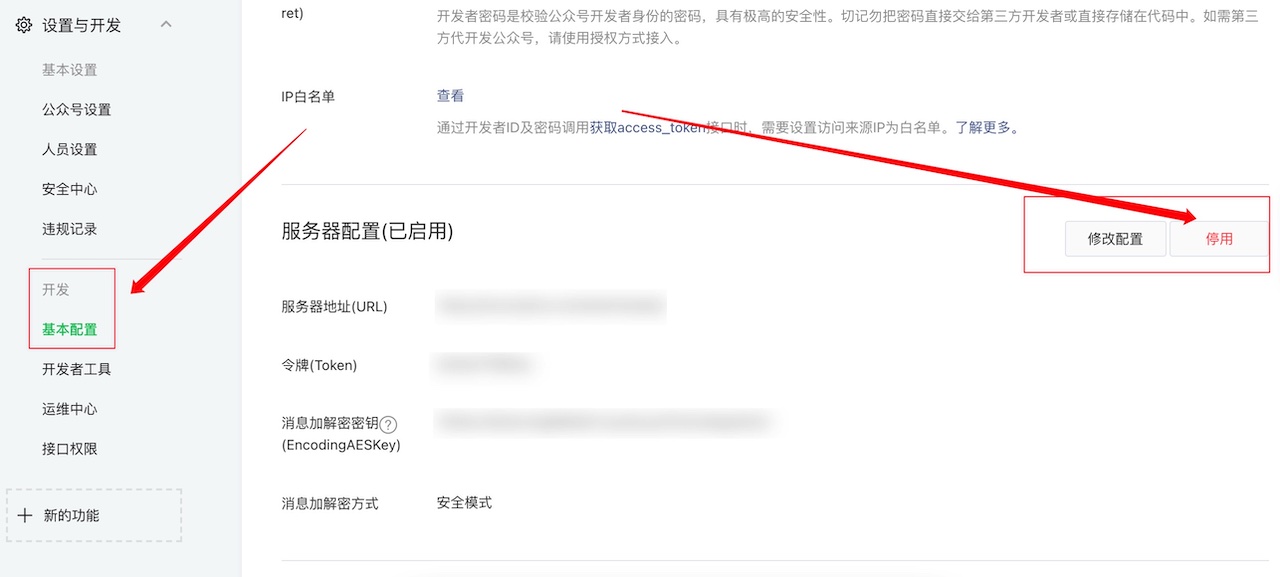 设置与开发
基本设置
公众号设置
人员设置
安全中心
违规记录
开发
基本配置
开发者工具
运维中心
接口权限
新的功能
ret)
开发者密码是校验公众号开发者身份的密码，具有极高的安全性。切记勿把密码直接交给第三方开发者或直接存储在代码中。如需第三
方代开发公众号，请使用授权方式接入。
IP白名单
查看
通过开发者ID及密码调用获取access_token接口时，需要设置访问来源IP为白名单。了解更多。
服务器配置(已启用)
修改配置
停用
服务器地址(URL)
令牌(Token)
消息加解密密钥?
(EncodingAESKey)
消息加解密方式
安全模式